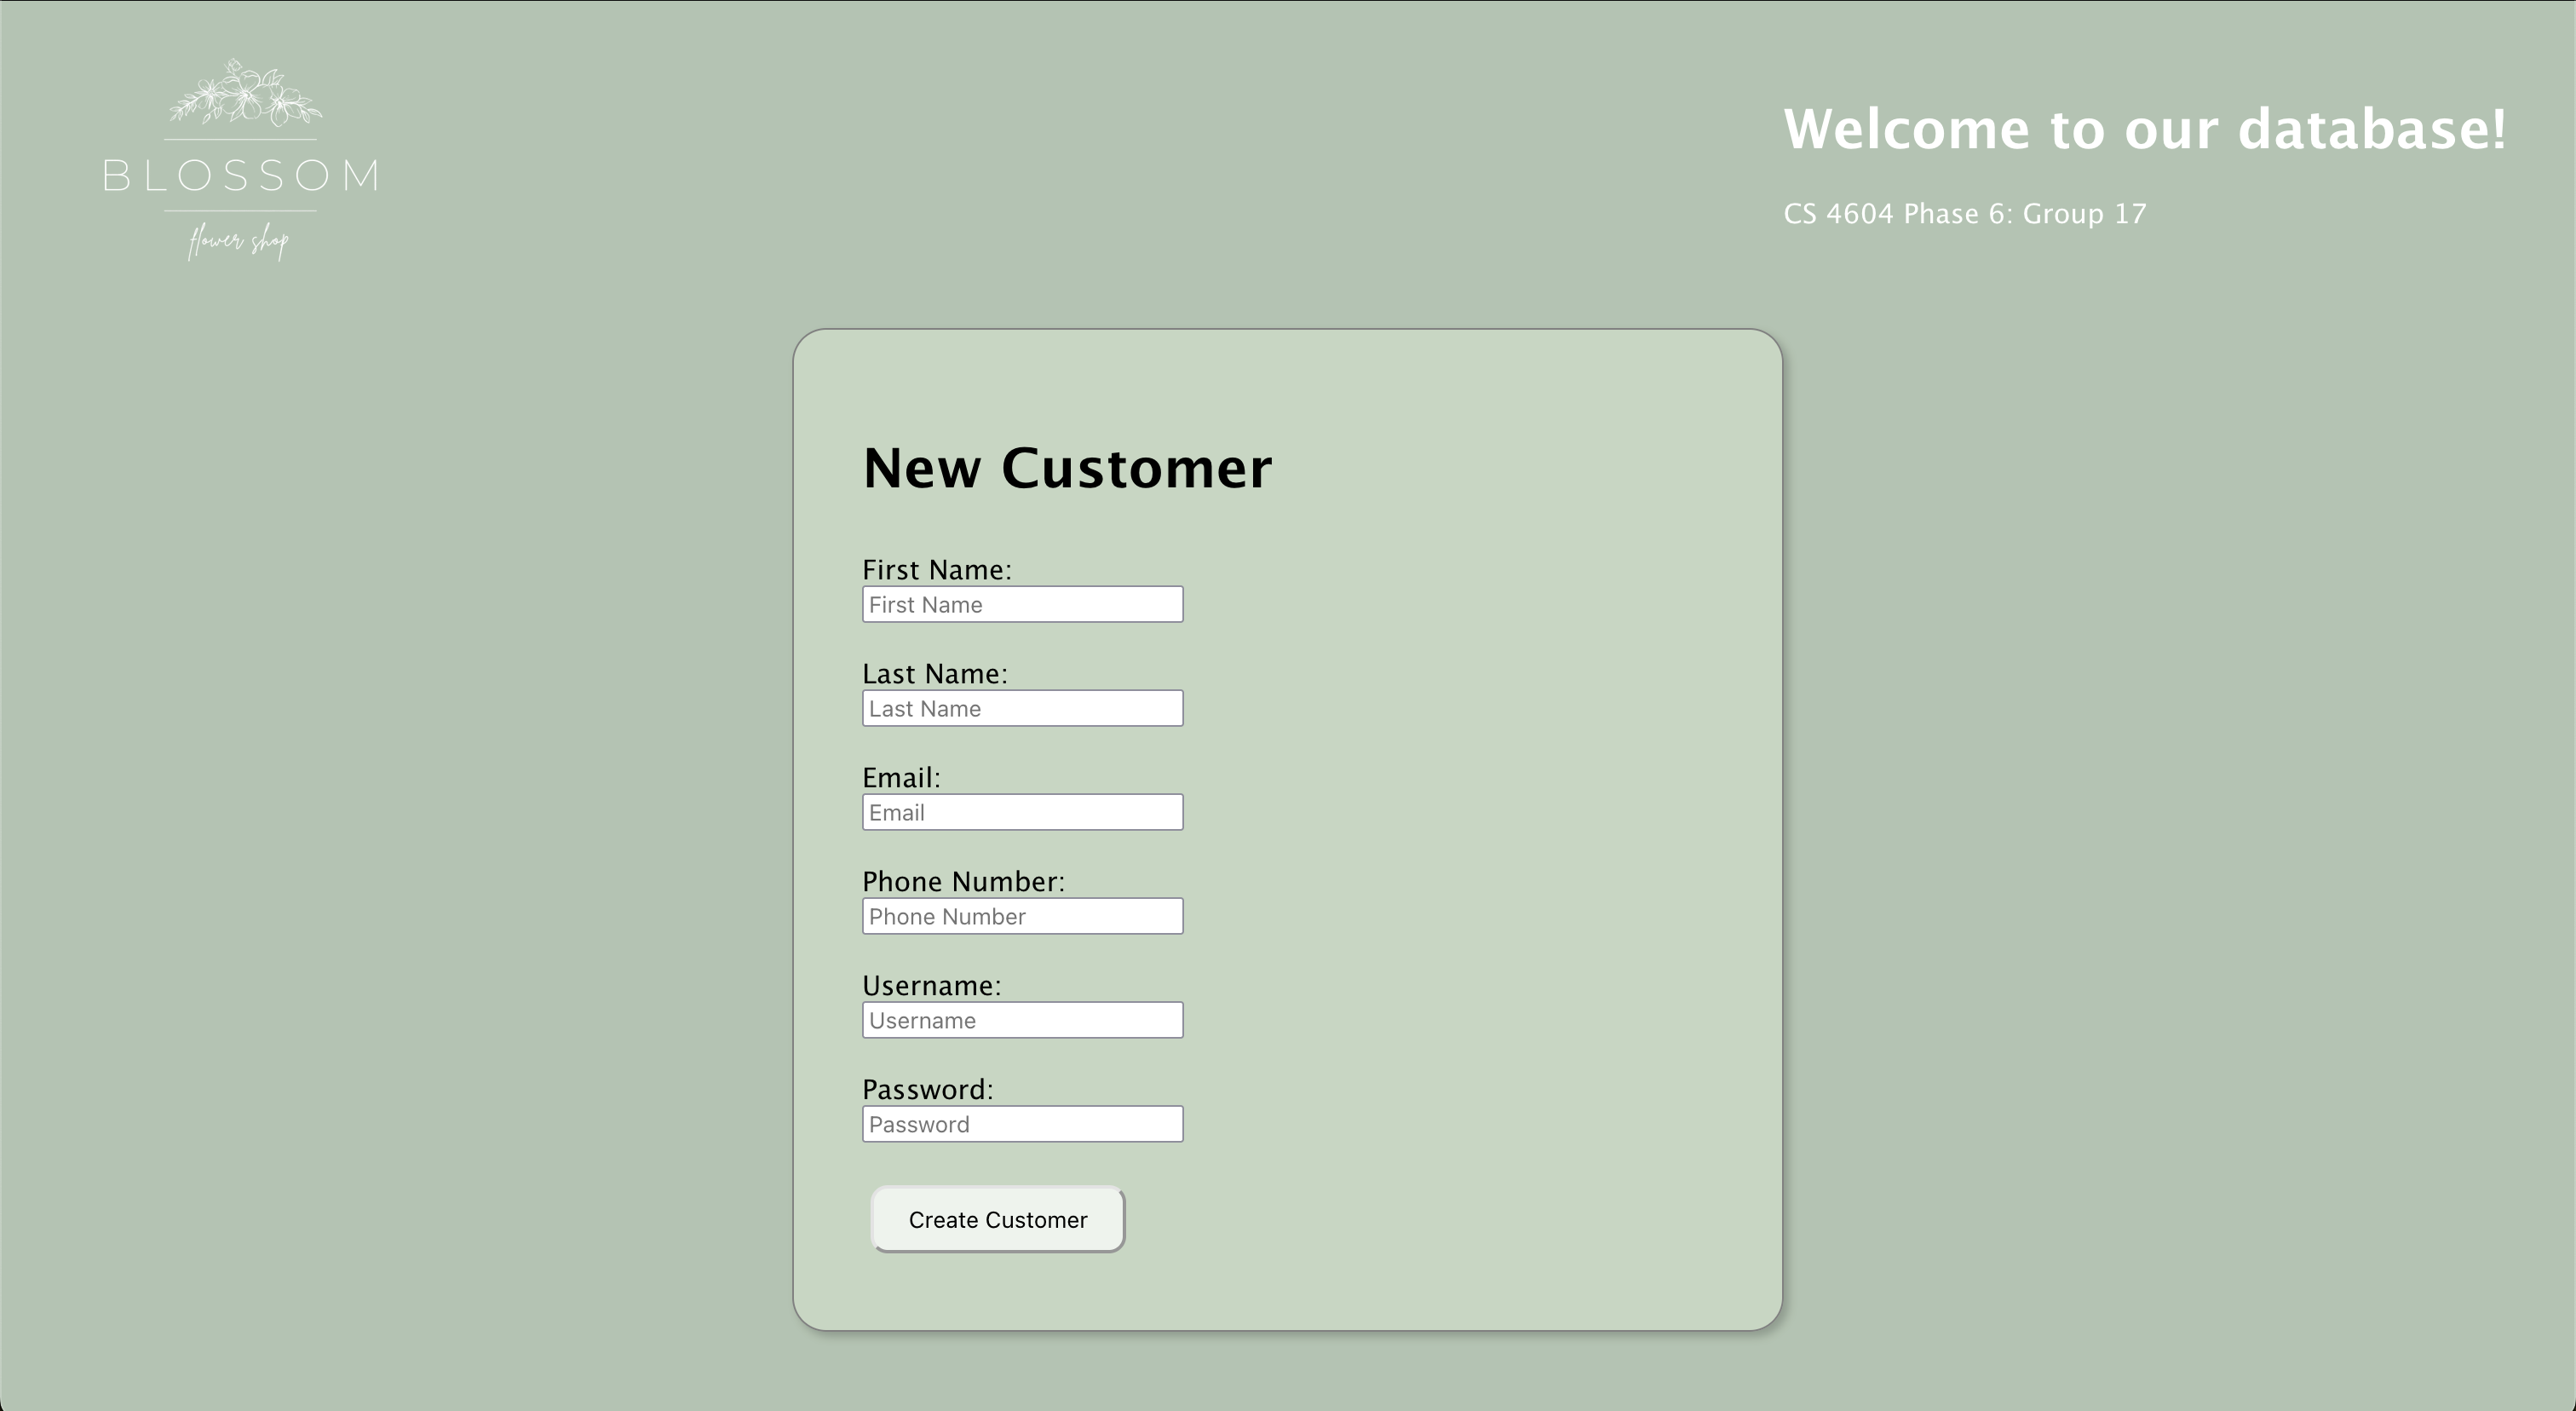 BLOSSOM
flower shop
Welcome to our database!
CS 4604 Phase 6: Group 17
New Customer
First Name:
First Name
Last Name:
Last Name
Email:
Email
Phone Number:
Phone Number
Username:
Username
Password:
Password
Create Customer